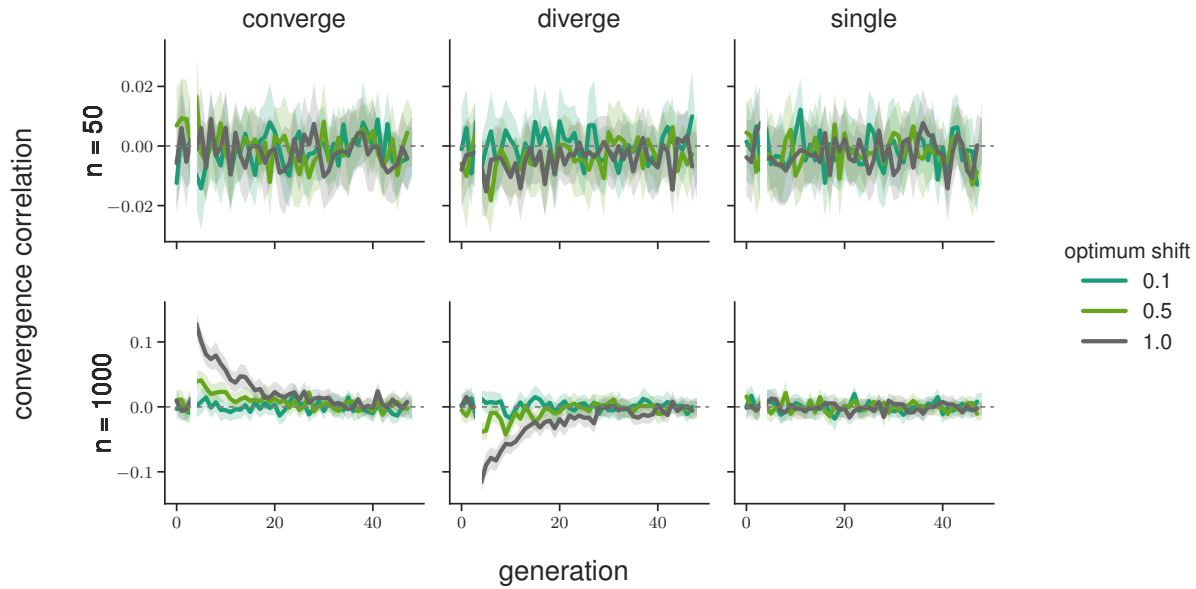 converge
diverge
single
convergence correlation
n = 50
0.02
0.00
−0.02
n = 1000
0.1
0.0
−0.1
0 20 40
0 20 40
0 20 40
generation
optimum shift
0.1
0.5
1.0